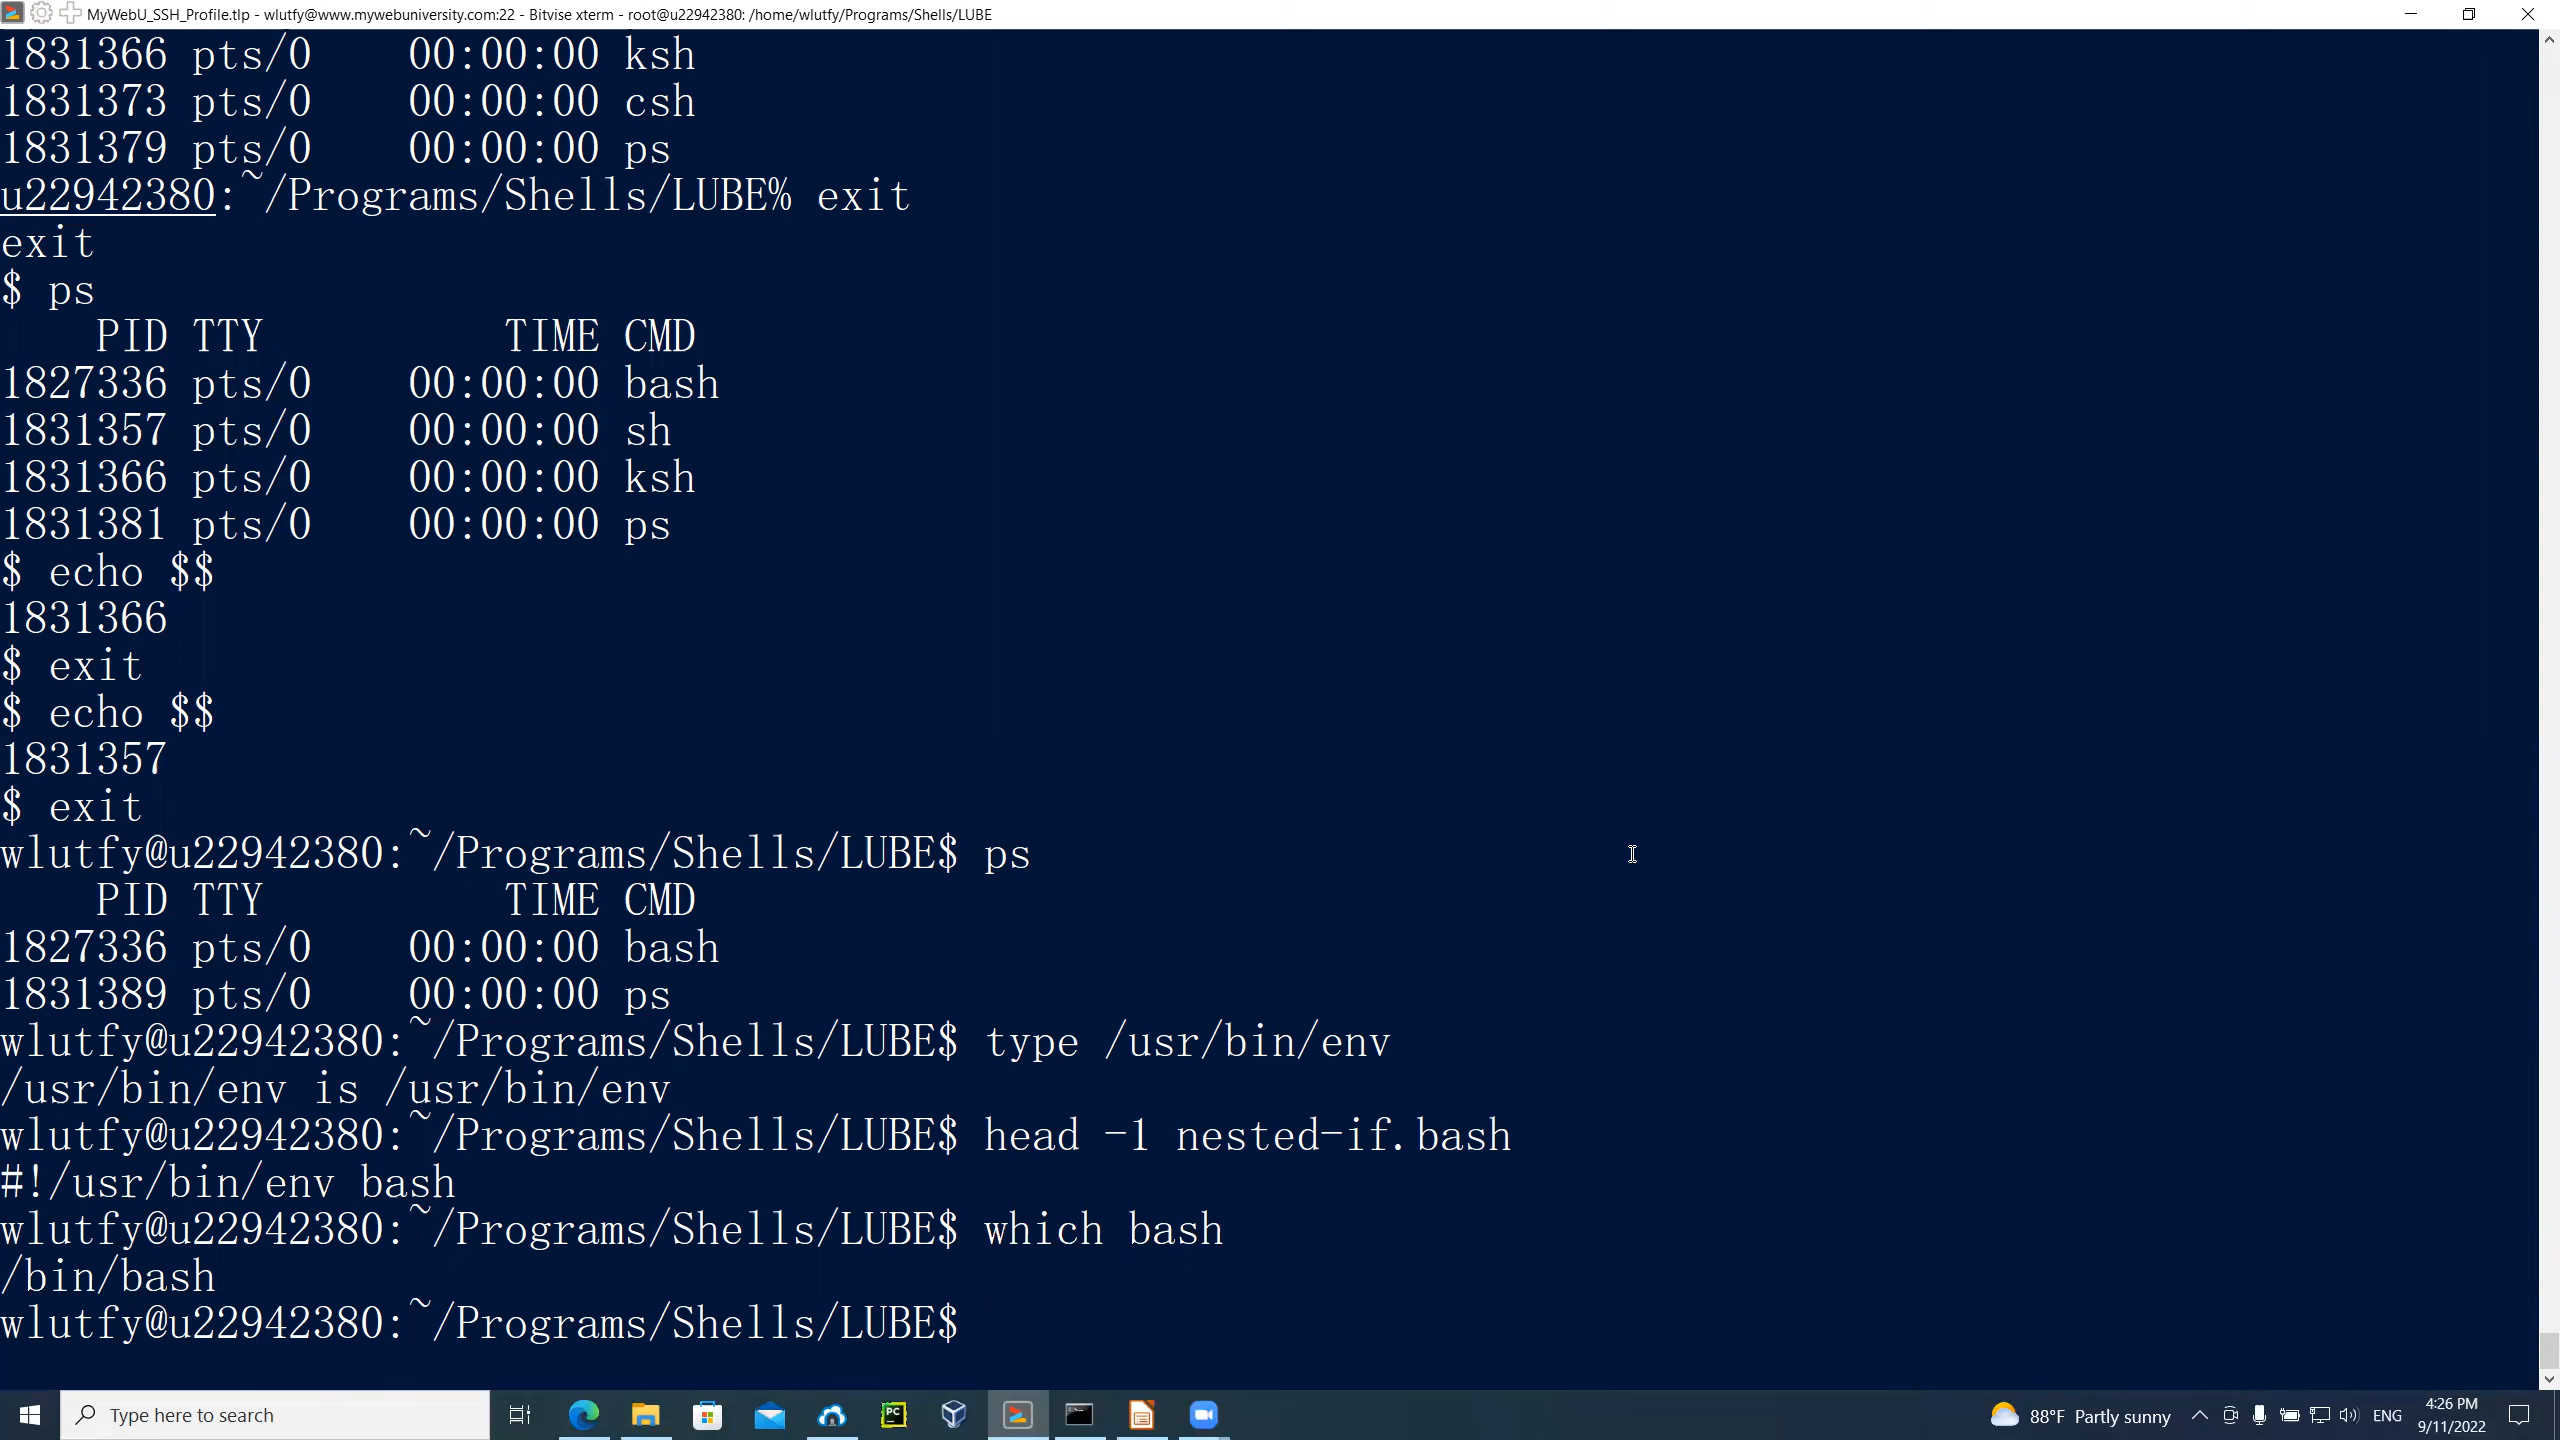 MyWebU_SSH_Profile.tlp - wlutfy@www.mywebuniversity.com:22 - Bitvise xterm - root@u22942380: /home/wlutfy/Programs/Shells/LUBE
1831366 pts/0    00:00:00 ksh
1831373 pts/0    00:00:00 csh
1831379 pts/0    00:00:00 ps
u22942380:~/Programs/Shells/LUBE% exit
exit
$ ps
    PID TTY          TIME CMD
1827336 pts/0    00:00:00 bash
1831357 pts/0    00:00:00 sh
1831366 pts/0    00:00:00 ksh
1831381 pts/0    00:00:00 ps
$ echo $$
1831366
$ exit
$ echo $$
1831357
$ exit
wlutfy@u22942380:~/Programs/Shells/LUBE$ ps
    PID TTY          TIME CMD
1827336 pts/0    00:00:00 bash
1831389 pts/0    00:00:00 ps
wlutfy@u22942380:~/Programs/Shells/LUBE$ type /usr/bin/env
/usr/bin/env is /usr/bin/env
wlutfy@u22942380:~/Programs/Shells/LUBE$ head -1 nested-if.bash
#!/usr/bin/env bash
wlutfy@u22942380:~/Programs/Shells/LUBE$ which bash
/bin/bash
wlutfy@u22942380:~/Programs/Shells/LUBE$
Type here to search
PC
88°F Partly sunny
ENG
4:26 PM
9/11/2022